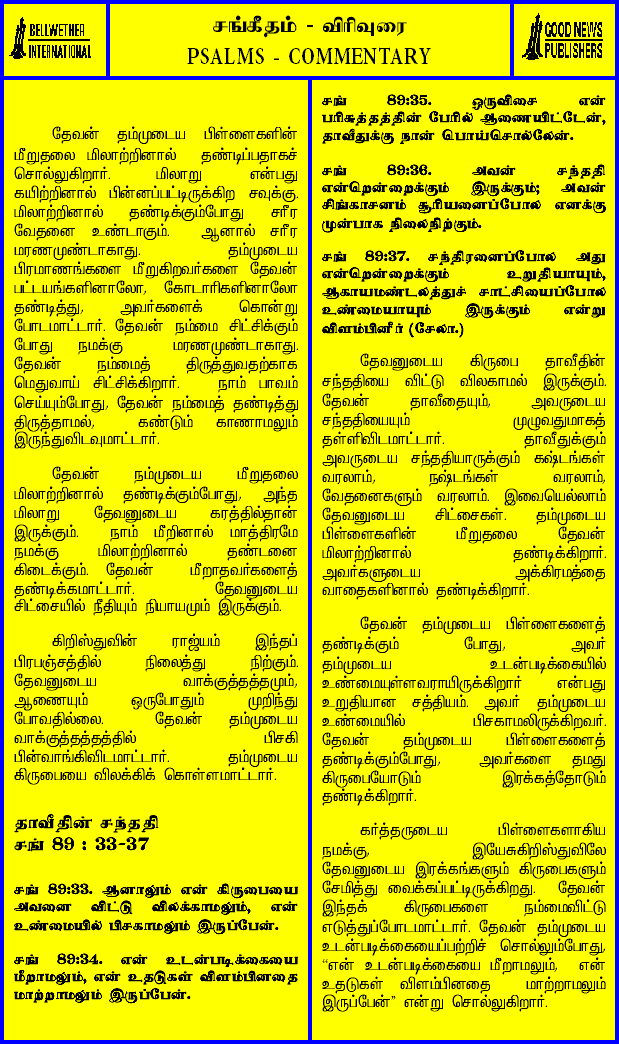 BELLWETHER
INTERNATIONAL
சங்கீதம் - விரிவுரை
PSALMS - COMMENTARY
GOOD NEWS
PUBLISHERS
தேவன் தம்முடைய பிள்ளைகளின்
மீறுதலை மிலாற்றினால் தண்டிப்பதாகச்
சொல்லுகிறார். மிலாறு என்பது
கயிற்றினால் பின்னப்பட்டிருக்கிற சவுக்கு.
மிலாற்றினால் தண்டிக்கும்போது சரீர
வேதனை உண்டாகும். ஆனால் சரீர
மரணமுண்டாகாது. தம்முடைய
பிரமாணங்களை மீறுகிறவர்களை தேவன்
பட்டயங்களினாலோ, கோடாரிகளினாலோ
தண்டித்து, அவர்களைக் கொன்று
போடமாட்டார். தேவன் நம்மை சிட்சிக்கும்
போது நமக்கு மரணமுண்டாகாது.
தேவன் நம்மைத் திருத்துவதற்காக
மெதுவாய் சிட்சிக்கிறார். நாம் பாவம்
செய்யும்போது, தேவன் நம்மைத் தண்டித்து
திருத்தாமல், கண்டும் காணாமலும்
இருந்துவிடவுமாட்டார்.
தேவன் நம்முடைய மீறுதலை
மிலாற்றினால் தண்டிக்கும்போது, அந்த
மிலாறு தேவனுடைய கரத்தில்தான்
இருக்கும். நாம் மீறினால் மாத்திரமே
நமக்கு மிலாற்றினால் தண்டனை
கிடைக்கும். தேவன் மீறாதவர்களைத்
தண்டிக்கமாட்டார். தேவனுடைய
சிட்சையில் நீதியும் நியாயமும் இருக்கும்.
கிறிஸ்துவின் ராஜ்யம் இந்தப்
பிரபஞ்சத்தில் நிலைத்து நிற்கும்.
தேவனுடைய வாக்குத்தத்தமும்,
ஆணையும் ஒருபோதும் முறிந்து
போவதில்லை. தேவன் தம்முடைய
வாக்குத்தத்தத்தில் பிசகி
பின்வாங்கிவிடமாட்டார். தம்முடைய
கிருபையை விலக்கிக் கொள்ளமாட்டார்.
தாவீதின் சந்ததி
சங் 89 : 33-37
சங் 89:33. ஆனாலும் என் கிருபையை
அவனை விட்டு விலக்காமலும், என்
உண்மையில் பிசகாமலும் இருப்பேன்.
சங் 89:34. என் உடன்படிக்கையை
மீறாமலும், என் உதடுகள் விளம்பினதை
மாற்றாமலும் இருப்பேன்.
சங் 89:35. ஒருவிசை என்
பரிசுத்தத்தின் பேரில் ஆணையிட்டேன்,
தாவீதுக்கு நான் பொய்சொல்லேன்.
சங் 89:36. அவன் சந்ததி
என்றென்றைக்கும் இருக்கும்; அவன்
சிங்காசனம் சூரியனைப்போல எனக்கு
முன்பாக நிலைநிற்கும்.
சங் 89:37. சந்திரனைப்போல அது
என்றென்றைக்கும் உறுதியாயும்,
ஆகாயமண்டலத்துச் சாட்சியைப்போல
உண்மையாயும் இருக்கும் என்று
விளம்பினீர் (சேலா.)
தேவனுடைய கிருபை தாவீதின்
சந்ததியை விட்டு விலகாமல் இருக்கும்.
தேவன் தாவீதையும், அவருடைய
சந்ததியையும் முழுவதுமாகத்
தள்ளிவிடமாட்டார். தாவீதுக்கும்
அவருடைய சந்ததியாருக்கும் கஷ்டங்கள்
வரலாம், நஷ்டங்கள் வரலாம்,
வேதனைகளும் வரலாம். இவையெல்லாம்
தேவனுடைய சிட்சைகள். தம்முடைய
பிள்ளைகளின் மீறுதலை தேவன்
மிலாற்றினால் தண்டிக்கிறார்.
அவர்களுடைய அக்கிரமத்தை
வாதைகளினால் தண்டிக்கிறார்.
தேவன் தம்முடைய பிள்ளைகளைத்
தண்டிக்கும் போது, அவர்
தம்முடைய உடன்படிக்கையில்
உண்மையுள்ளவராயிருக்கிறார் என்பது
உறுதியான சத்தியம். அவர் தம்முடைய
உண்மையில் பிசகாமலிருக்கிறவர்.
தேவன் தம்முடைய பிள்ளைகளைத்
தண்டிக்கும்போது, அவர்களை தமது
கிருபையோடும் இரக்கத்தோடும்
தண்டிக்கிறார்.
கர்த்தருடைய பிள்ளைகளாகிய
நமக்கு, இயேசுகிறிஸ்துவிலே
தேவனுடைய இரக்கங்களும் கிருபைகளும்
சேமித்து வைக்கப்பட்டிருக்கிறது. தேவன்
இந்தக் கிருபைகளை நம்மைவிட்டு
எடுத்துப்போடமாட்டார். தேவன் தம்முடைய
உடன்படிக்கையைப்பற்றிச் சொல்லும்போது,
“என் உடன்படிக்கையை மீறாமலும், என்
உதடுகள் விளம்பினதை மாற்றாமலும்
இருப்பேன்” என்று சொல்லுகிறார்.